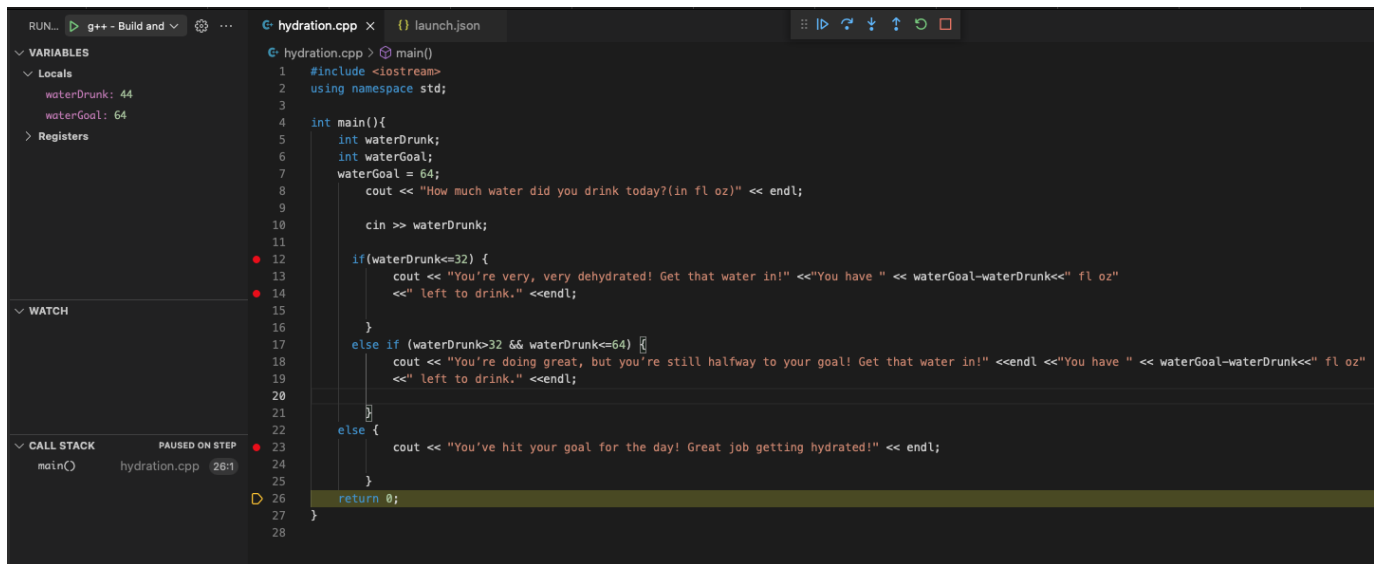 RUN... g++ - Build and
hydration.cpp
{} launch.json
VARIABLES
Locals
waterDrunk: 44
waterGoal: 64
Registers
WATCH
CALL STACK PAUSED ON STEP
main() hydration.cpp 26:1
hydration.cpp > main()
1 #include <iostream>
2 using namespace std;
3
4 int main(){
5 int waterDrunk;
6 int waterGoal;
7 waterGoal = 64;
8 cout << "How much water did you drink today?(in fl oz)" << endl;
9
10 cin >> waterDrunk;
11
12 if(waterDrunk<=32) {
13 cout << "You’re very, very dehydrated! Get that water in!" <<"You have " << waterGoal-waterDrunk<<" fl oz"
14 <<" left to drink." <<endl;
15
16 }
17 else if (waterDrunk>32 && waterDrunk<=64) {
18 cout << "You’re doing great, but you’re still halfway to your goal! Get that water in!" <<endl <<"You have " << waterGoal-waterDrunk<<" fl oz"
19 <<" left to drink." <<endl;
20
21 }
22 else {
23 cout << "You’ve hit your goal for the day! Great job getting hydrated!" << endl;
24
25 }
26 return 0;
27 }
28